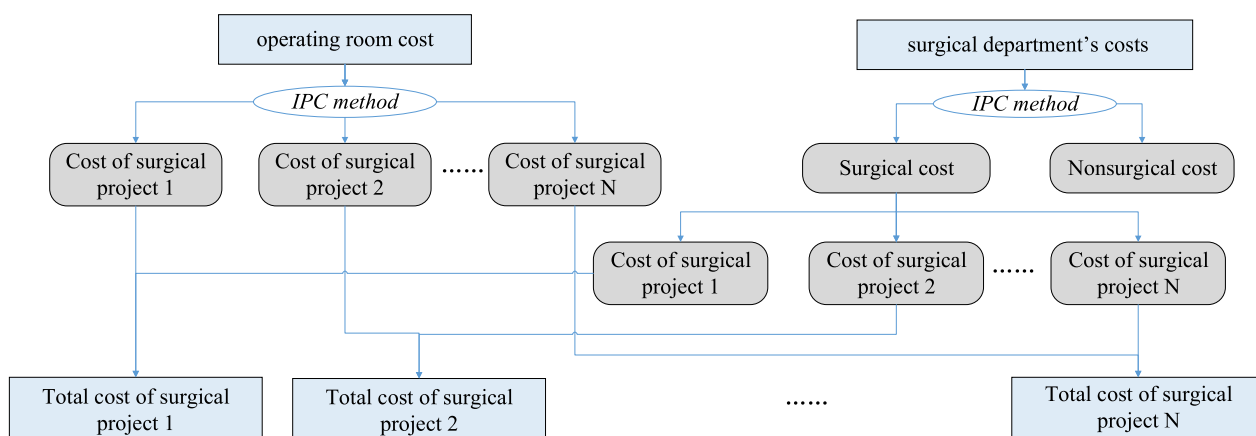 operating room cost
surgical department's costs
IPC method
IPC method
Cost of surgical
project 1
Cost of surgical
project 2
......
Cost of surgical
project N
Surgical cost
Nonsurgical cost
Cost of surgical
project 1
Cost of surgical
project 2
......
Cost of surgical
project N
Total cost of surgical
project 1
Total cost of surgical
project 2
......
Total cost of surgical
project N